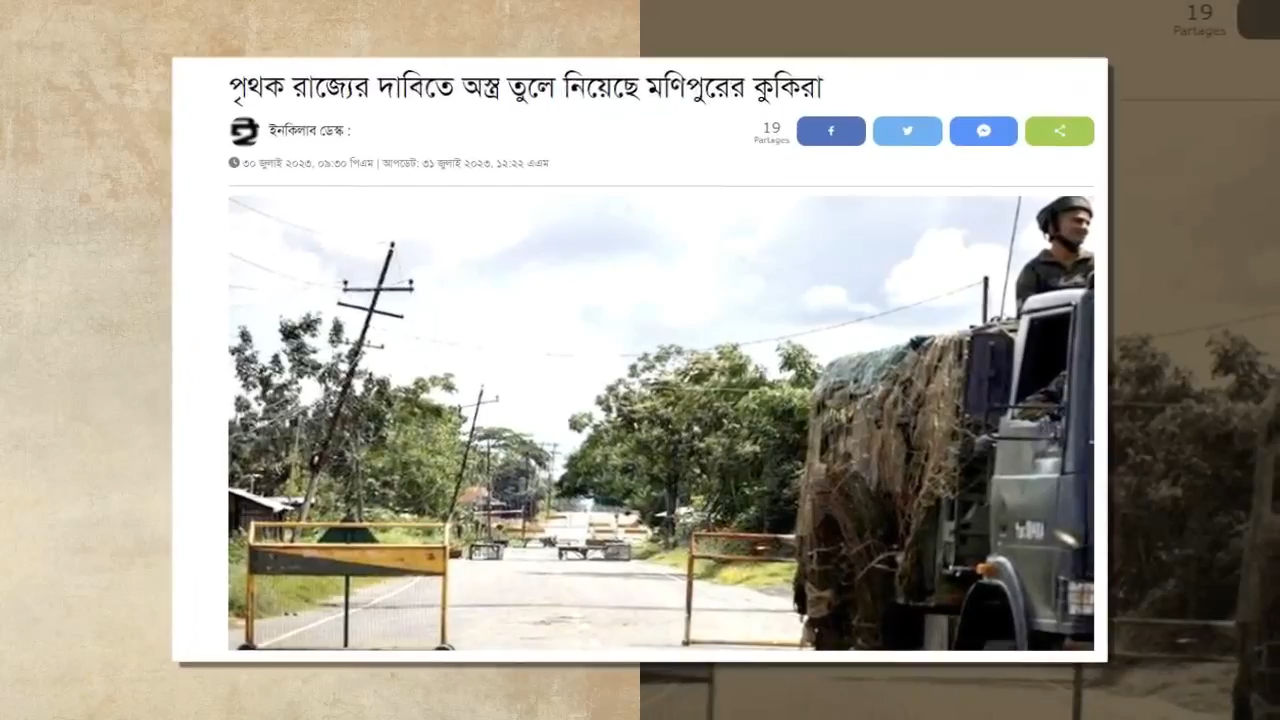 19
Partages
পৃথক রাজ্যের দাবিতে অস্ত্র তুলে নিয়েছে মণিপুরের কুকিরা
ই ইনকিলাব ডেস্ক :
19
Partages
৩০ জুলাই ২০২৩, ০৯:৩০ পিএম | আপডেট: ৩১ জুলাই ২০২৩, ১২:২২ এএম